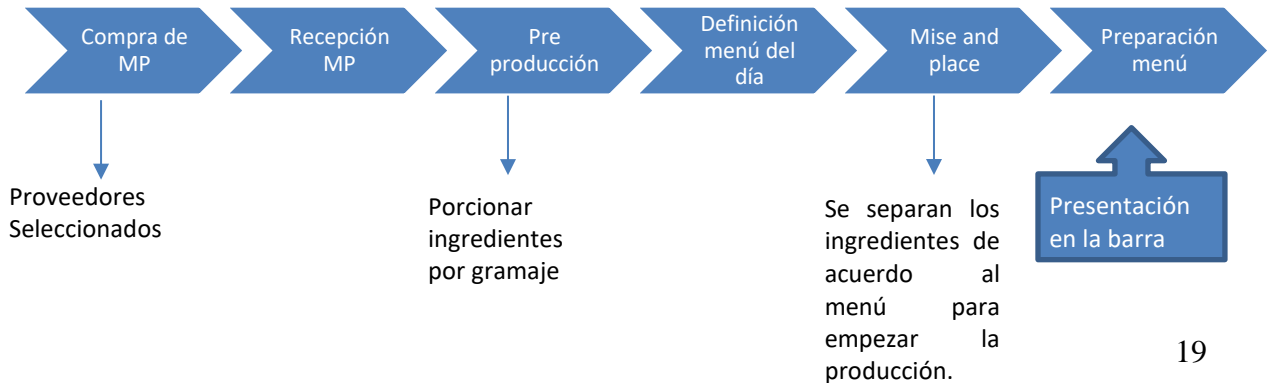 Compra de
MP
Recepción
MP
Pre
producción
Definición
menú del
día
Mise and
place
Preparación
menú
Proveedores
Seleccionados
Porcionar
ingredientes
por gramaje
Se separan los
ingredientes de
acuerdo al
menú para
empezar la
producción.
Presentación
en la barra
19